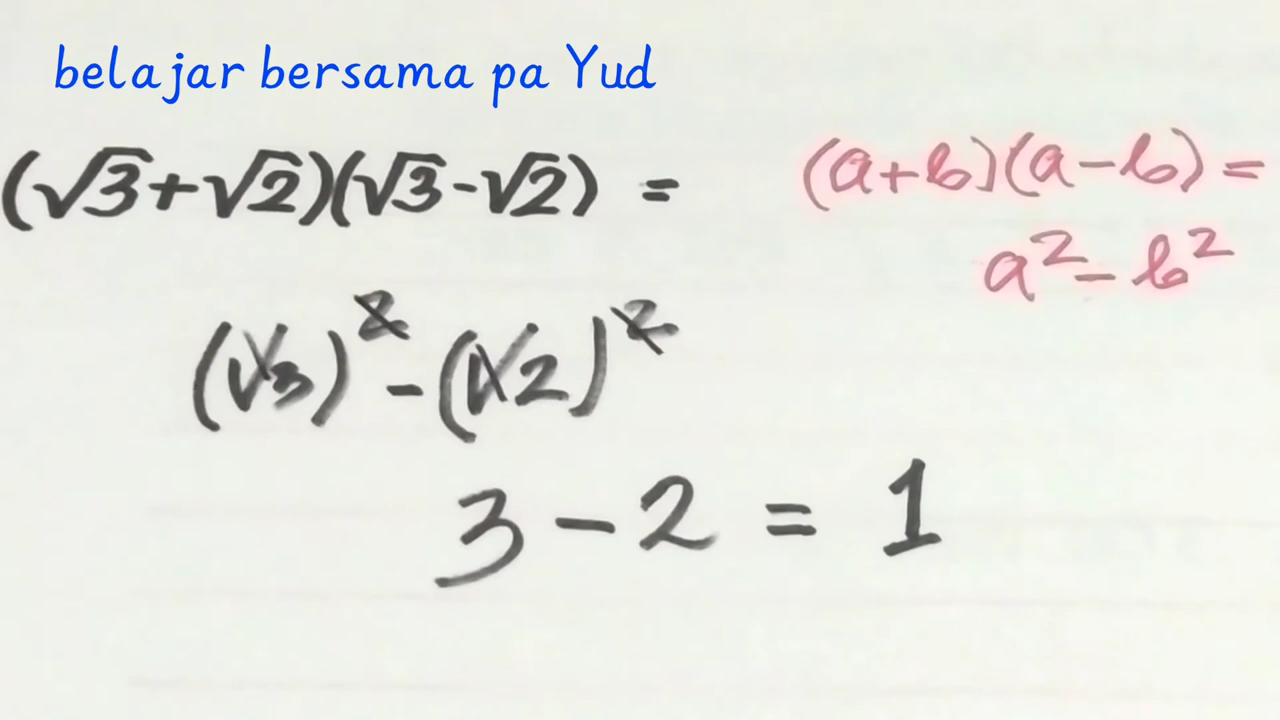 belajar bersama pa Yud
(√3+√2)(√3-√2) =
(a+b)(a-b) =
a²- b²
(√3)² - (√2)²
3 - 2 = 1